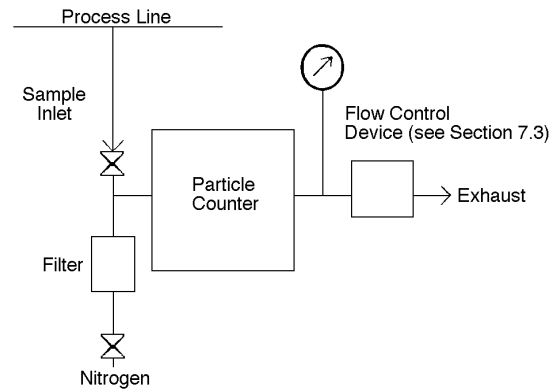 Process Line
Sample
Inlet
Flow Control
Device (see Section 7.3)
Particle
Counter
Exhaust
Filter
Nitrogen